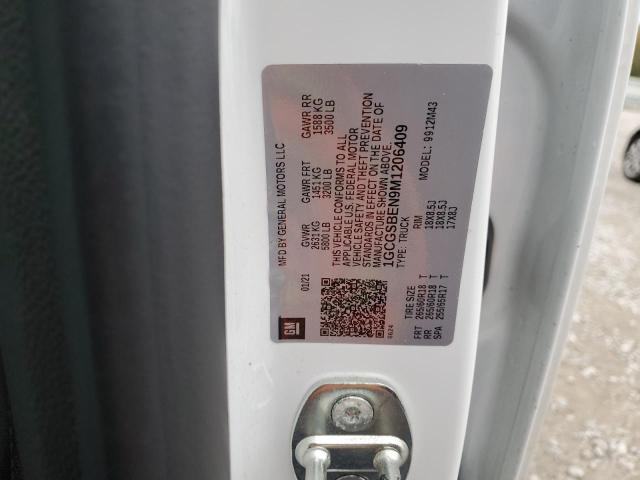 MFD BY GENERAL MOTORS LLC
01/21
GVWR GAWR FRT GAWR RR
2631 KG 1451 KG 1588 KG
5800 LB 3200 LB 3500 LB
THIS VEHICLE CONFORMS TO ALL
APPLICABLE U.S. FEDERAL MOTOR
VEHICLE SAFETY AND THEFT PREVENTION
STANDARDS IN EFFECT ON THE DATE OF
MANUFACTURE SHOWN ABOVE.
1GCGSBEN9M1206409
TYPE: TRUCK MODEL: 9912M43
TIRE SIZE RIM
FRT 265/60R18 T 18X8.5J
RR 265/60R18 T 18X8.5J
SPA 255/65R17 T 17X8J
GM